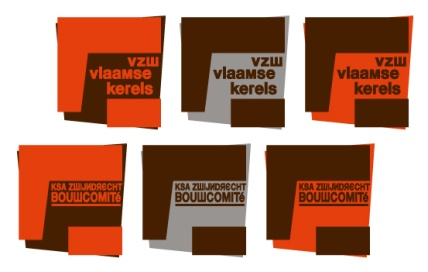 vzw
vlaamse
kerels
vzw
vlaamse
kerels
vzw
vlaamse
kerels
KSA ZWIJNDRECHT
BOUWCOMITé
KSA ZWIJNDRECHT
BOUWCOMITé
KSA ZWIJNDRECHT
BOUWCOMITé